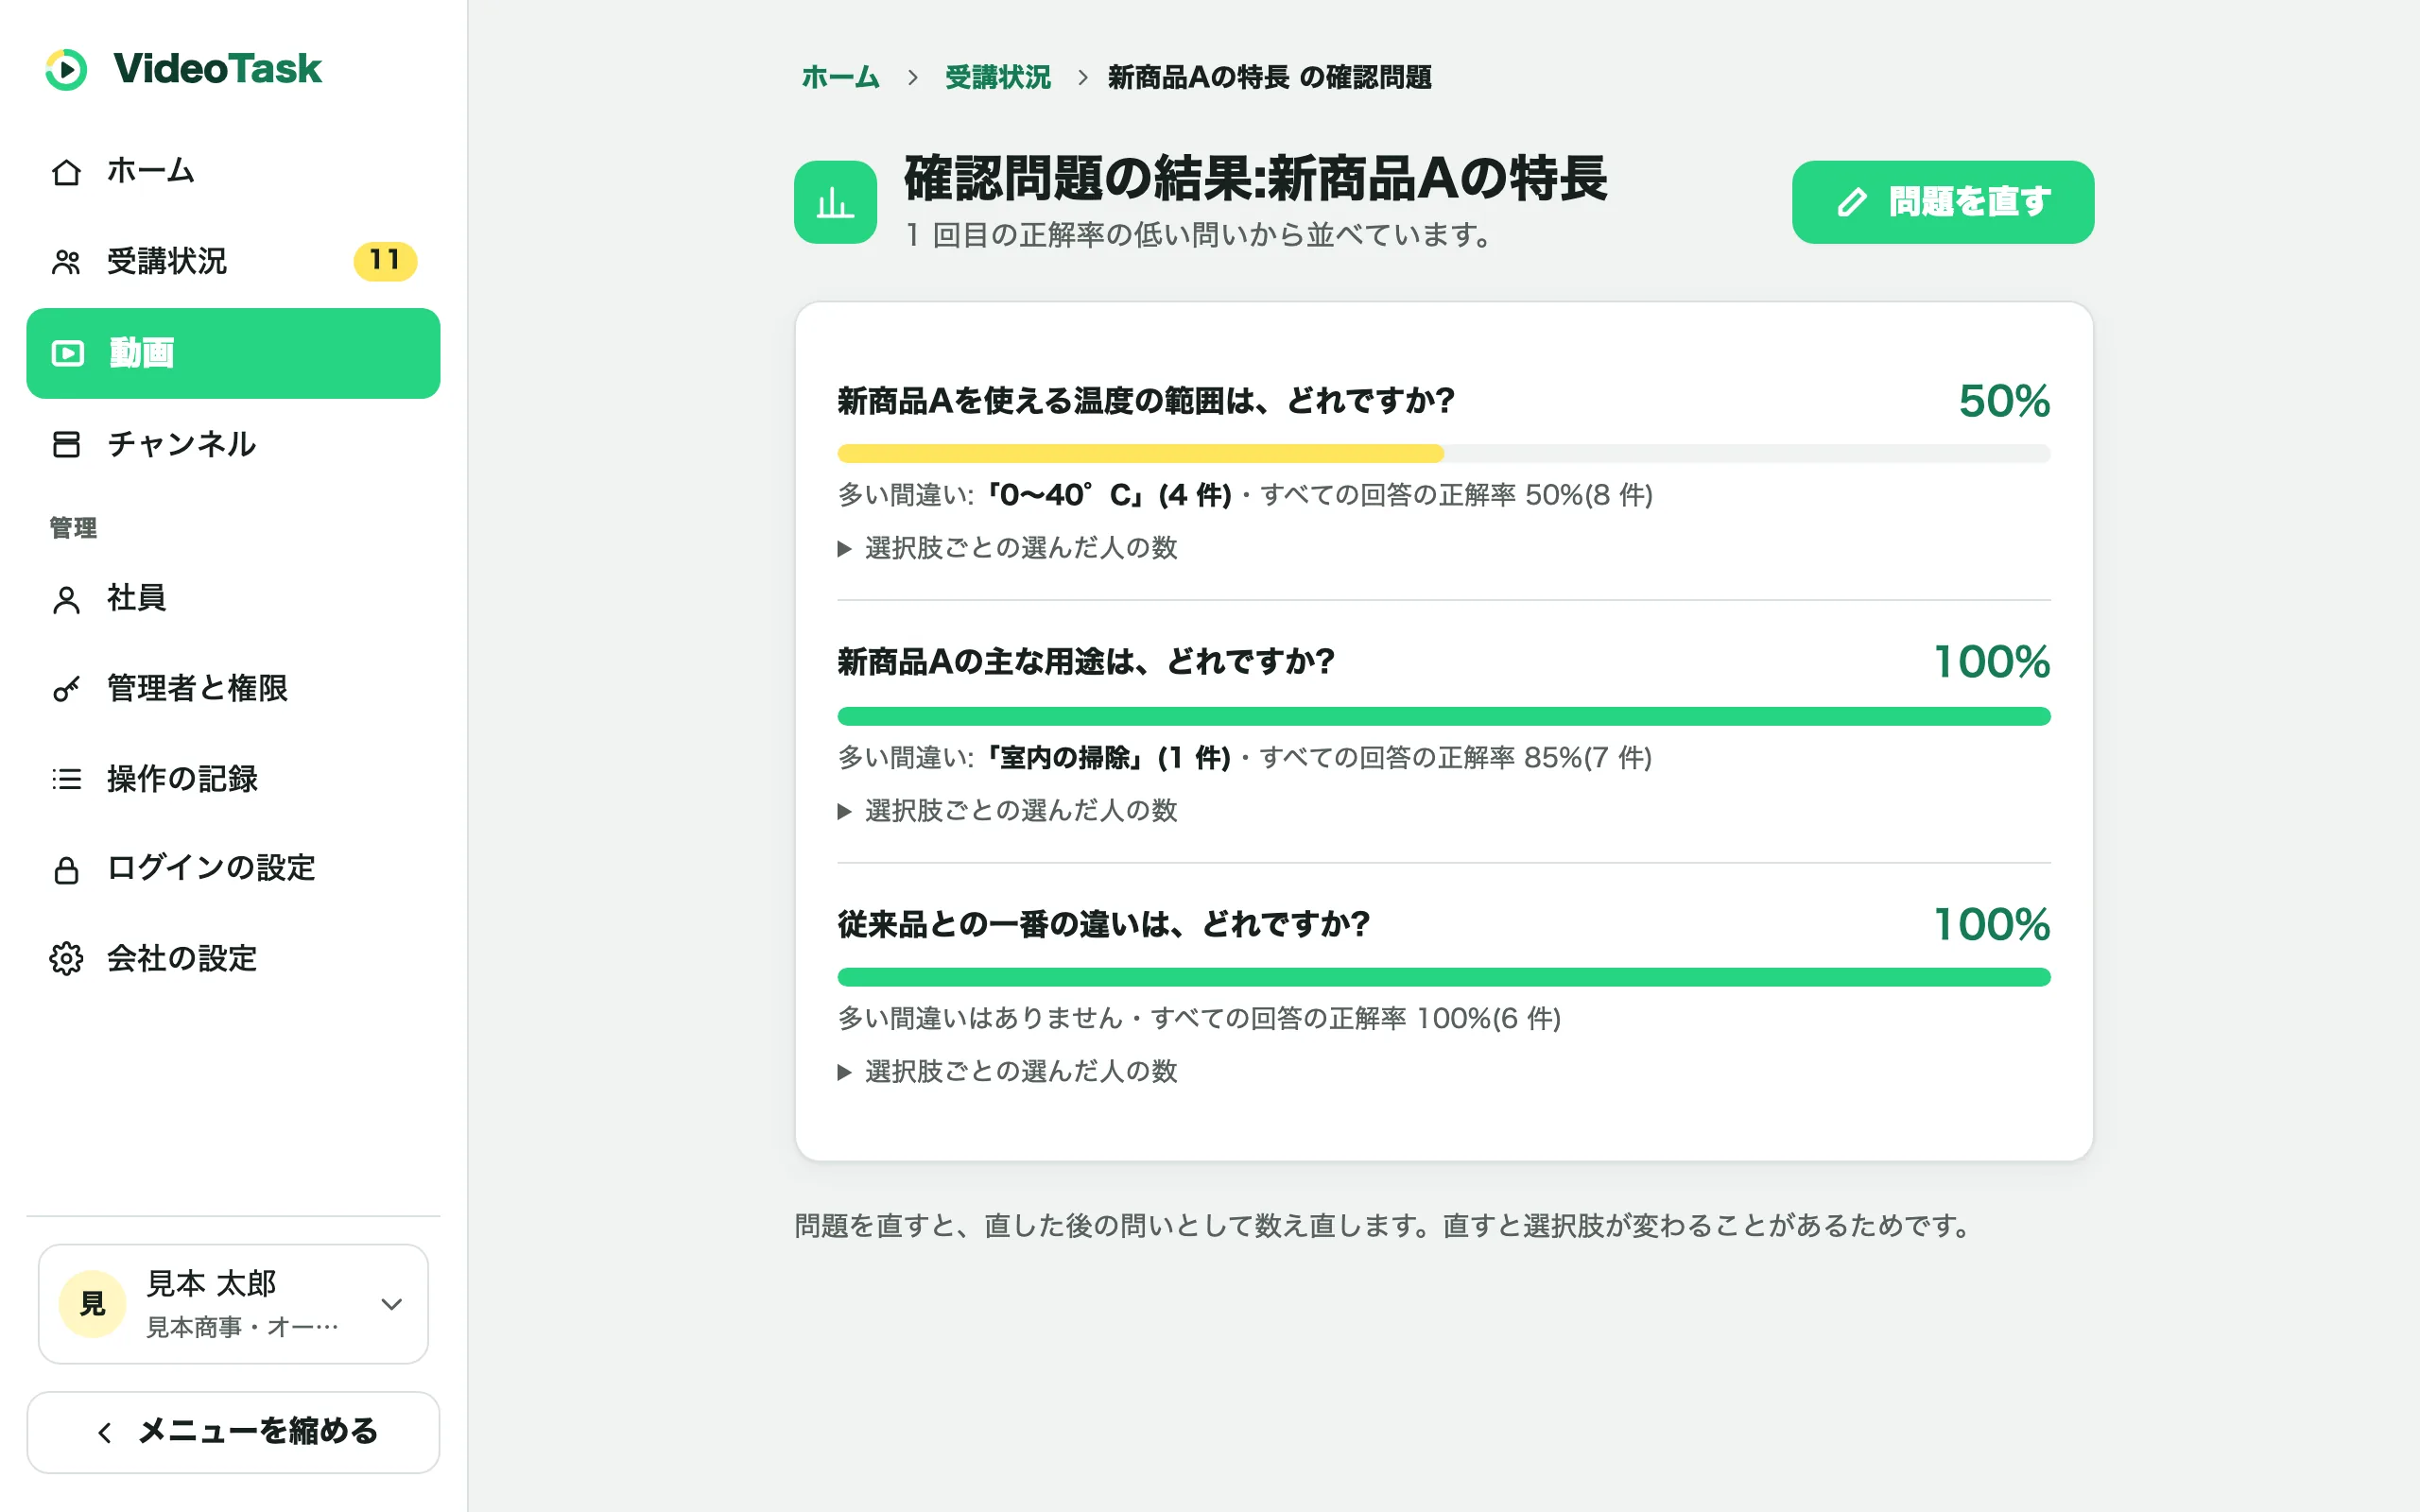 VideoTask
ホーム
受講状況 11
動画
チャンネル
管理
社員
管理者と権限
操作の記録
ログインの設定
会社の設定
見
見本 太郎
見本商事・オー…
メニューを縮める
ホーム > 受講状況 > 新商品Aの特長 の確認問題
確認問題の結果:新商品Aの特長
1 回目の正解率の低い問いから並べています。
問題を直す
新商品Aを使える温度の範囲は、どれですか? 50%
多い間違い:「0〜40°C」(4 件)・すべての回答の正解率 50%(8 件)
▶ 選択肢ごとの選んだ人の数
新商品Aの主な用途は、どれですか? 100%
多い間違い:「室内の掃除」(1 件)・すべての回答の正解率 85%(7 件)
▶ 選択肢ごとの選んだ人の数
従来品との一番の違いは、どれですか? 100%
多い間違いはありません・すべての回答の正解率 100%(6 件)
▶ 選択肢ごとの選んだ人の数
問題を直すと、直した後の問いとして数え直します。直すと選択肢が変わることがあるためです。